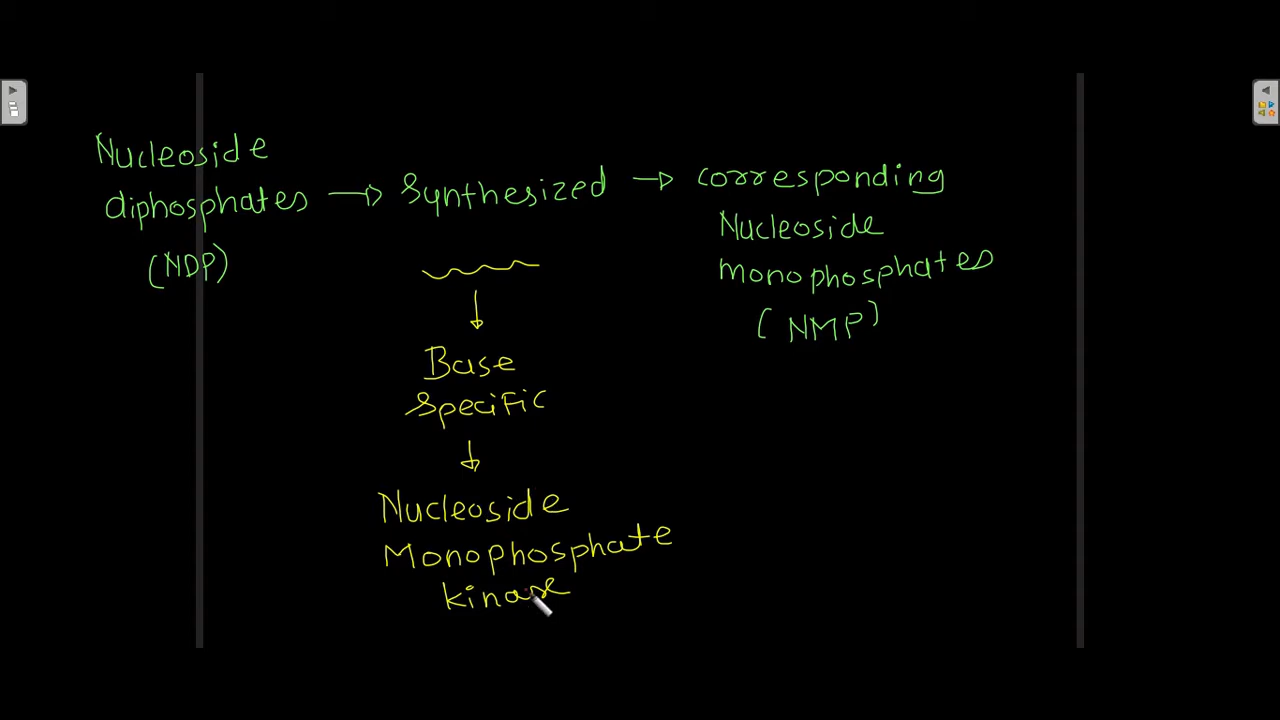 Nucleoside
diphosphates → Synthesized → corresponding
(NDP)
Nucleoside
monophosphates
(NMP)
↓
Base
Specific
↓
Nucleoside
Monophosphate
kinase